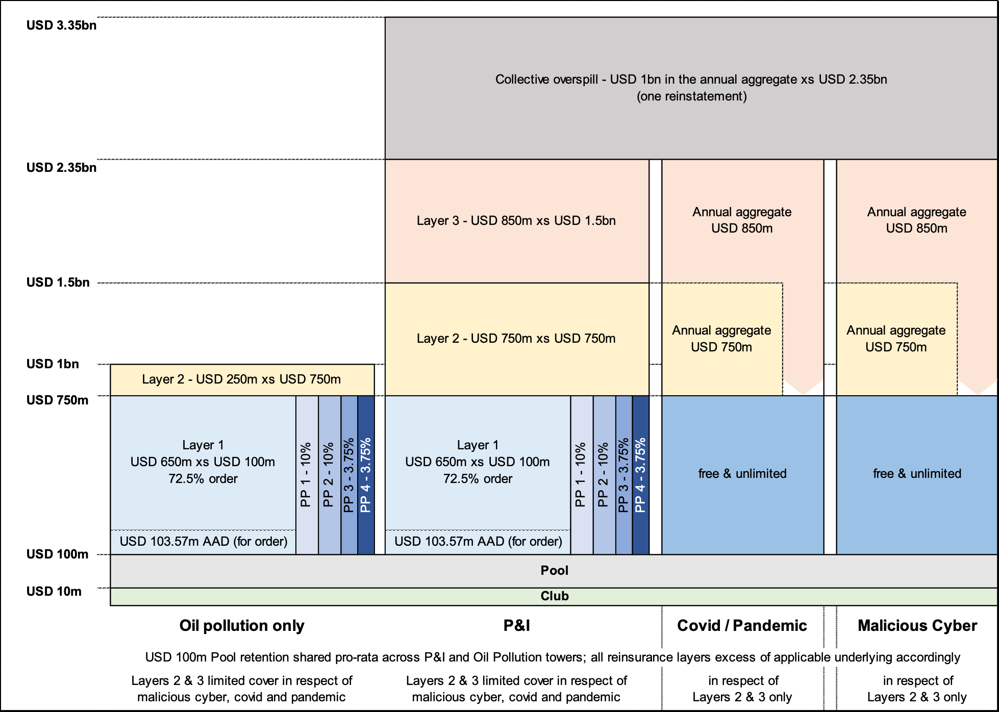 USD 3.35bn
Collective overspill - USD 1bn in the annual aggregate xs USD 2.35bn
(one reinstatement)
USD 2.35bn
Layer 3 - USD 850m xs USD 1.5bn
Annual aggregate
USD 850m
Annual aggregate
USD 850m
USD 1.5bn
Layer 2 - USD 750m xs USD 750m
Annual aggregate
USD 750m
Annual aggregate
USD 750m
USD 1bn
Layer 2 - USD 250m xs USD 750m
USD 750m
Layer 1
USD 650m xs USD 100m
72.5% order
USD 103.57m AAD (for order)
PP 1 - 10%
PP 2 - 10%
PP 3 - 3.75%
PP 4 - 3.75%
Layer 1
USD 650m xs USD 100m
72.5% order
USD 103.57m AAD (for order)
PP 1 - 10%
PP 2 - 10%
PP 3 - 3.75%
PP 4 - 3.75%
free & unlimited
free & unlimited
USD 100m
Pool
USD 10m
Club
Oil pollution only
P&I
Covid / Pandemic
Malicious Cyber
USD 100m Pool retention shared pro-rata across P&I and Oil Pollution towers; all reinsurance layers excess of applicable underlying accordingly
Layers 2 & 3 limited cover in respect of
malicious cyber, covid and pandemic
Layers 2 & 3 limited cover in respect of
malicious cyber, covid and pandemic
in respect of
Layers 2 & 3 only
in respect of
Layers 2 & 3 only